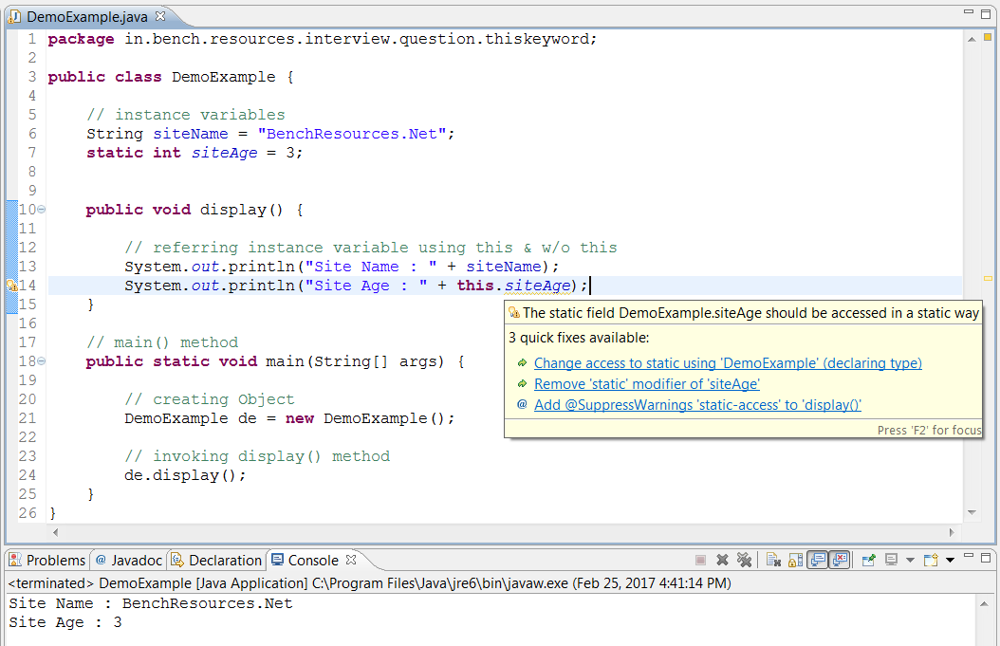 DemoExample.java
1 package in.bench.resources.interview.question.thiskeyword;
2
3 public class DemoExample {
4
5 // instance variables
6 String siteName = "BenchResources.Net";
7 static int siteAge = 3;
8
9
10 public void display() {
11
12 // referring instance variable using this & w/o this
13 System.out.println("Site Name : " + siteName);
14 System.out.println("Site Age : " + this.siteAge);
15 }
16
17 // main() method
18 public static void main(String[] args) {
19
20 // creating Object
21 DemoExample de = new DemoExample();
22
23 // invoking display() method
24 de.display();
25 }
26 }
The static field DemoExample.siteAge should be accessed in a static way
3 quick fixes available:
Change access to static using 'DemoExample' (declaring type)
Remove 'static' modifier of 'siteAge'
@ Add @SuppressWarnings 'static-access' to 'display()'
Press 'F2' for focus
Problems @ Javadoc Declaration Console
<terminated> DemoExample [Java Application] C:\Program Files\Java\jre6\bin\javaw.exe (Feb 25, 2017 4:41:14 PM)
Site Name : BenchResources.Net
Site Age : 3